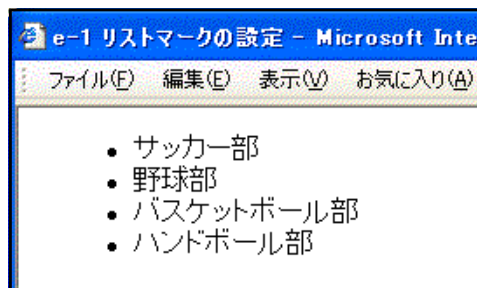 e-1 リストマークの設定 - Microsoft Inte
ファイル(F) 編集(E) 表示(V) お気に入り(A)
• サッカー部
• 野球部
• バスケットボール部
• ハンドボール部